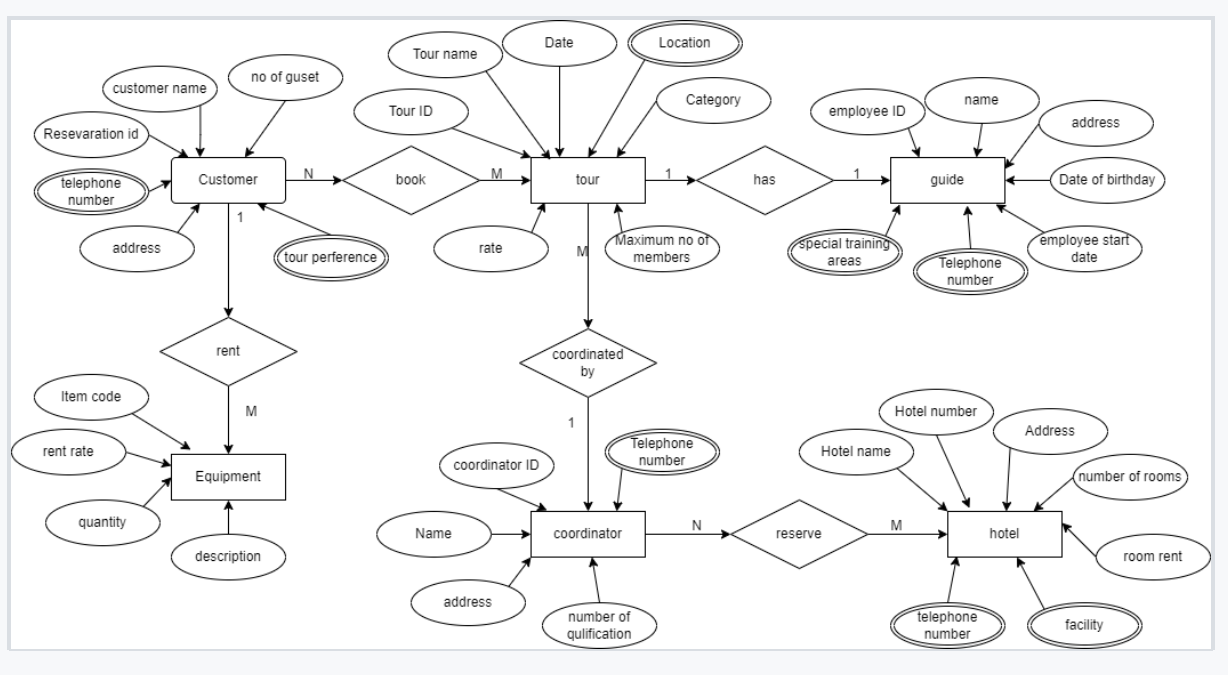 Tour name
Date
Location
customer name
no of guset
Tour ID
Category
employee ID
name
address
Resevaration id
telephone
number
Customer
N
book
M
tour
1
has
1
guide
Date of birthday
address
1
tour perference
rate
M
Maximum no of
members
special training
areas
Telephone
number
employee start
date
rent
coordinated
by
M
Item code
1
rent rate
Equipment
quantity
description
coordinator ID
Telephone
number
Name
coordinator
N
reserve
M
hotel
address
number of
qulification
Hotel number
Hotel name
Address
number of rooms
room rent
telephone
number
facility